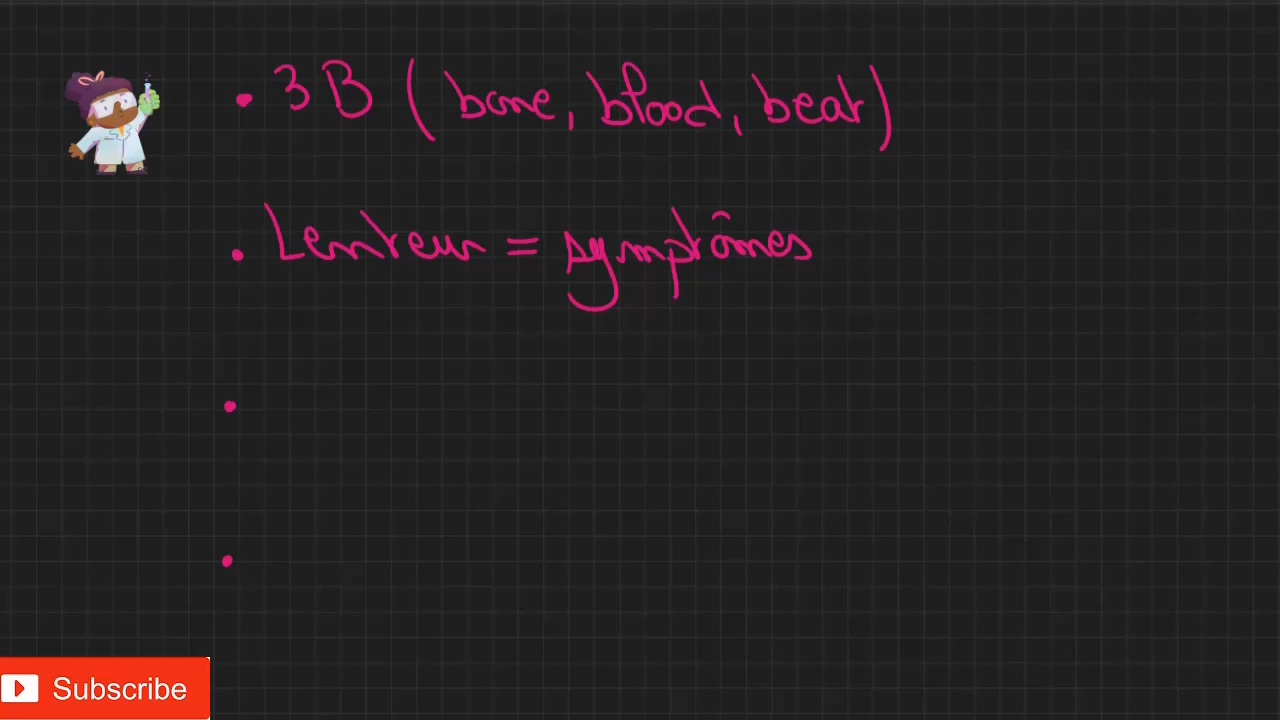 • 3B (bone, blood, beat)
• Lenteur = symptômes
•
•
Subscribe